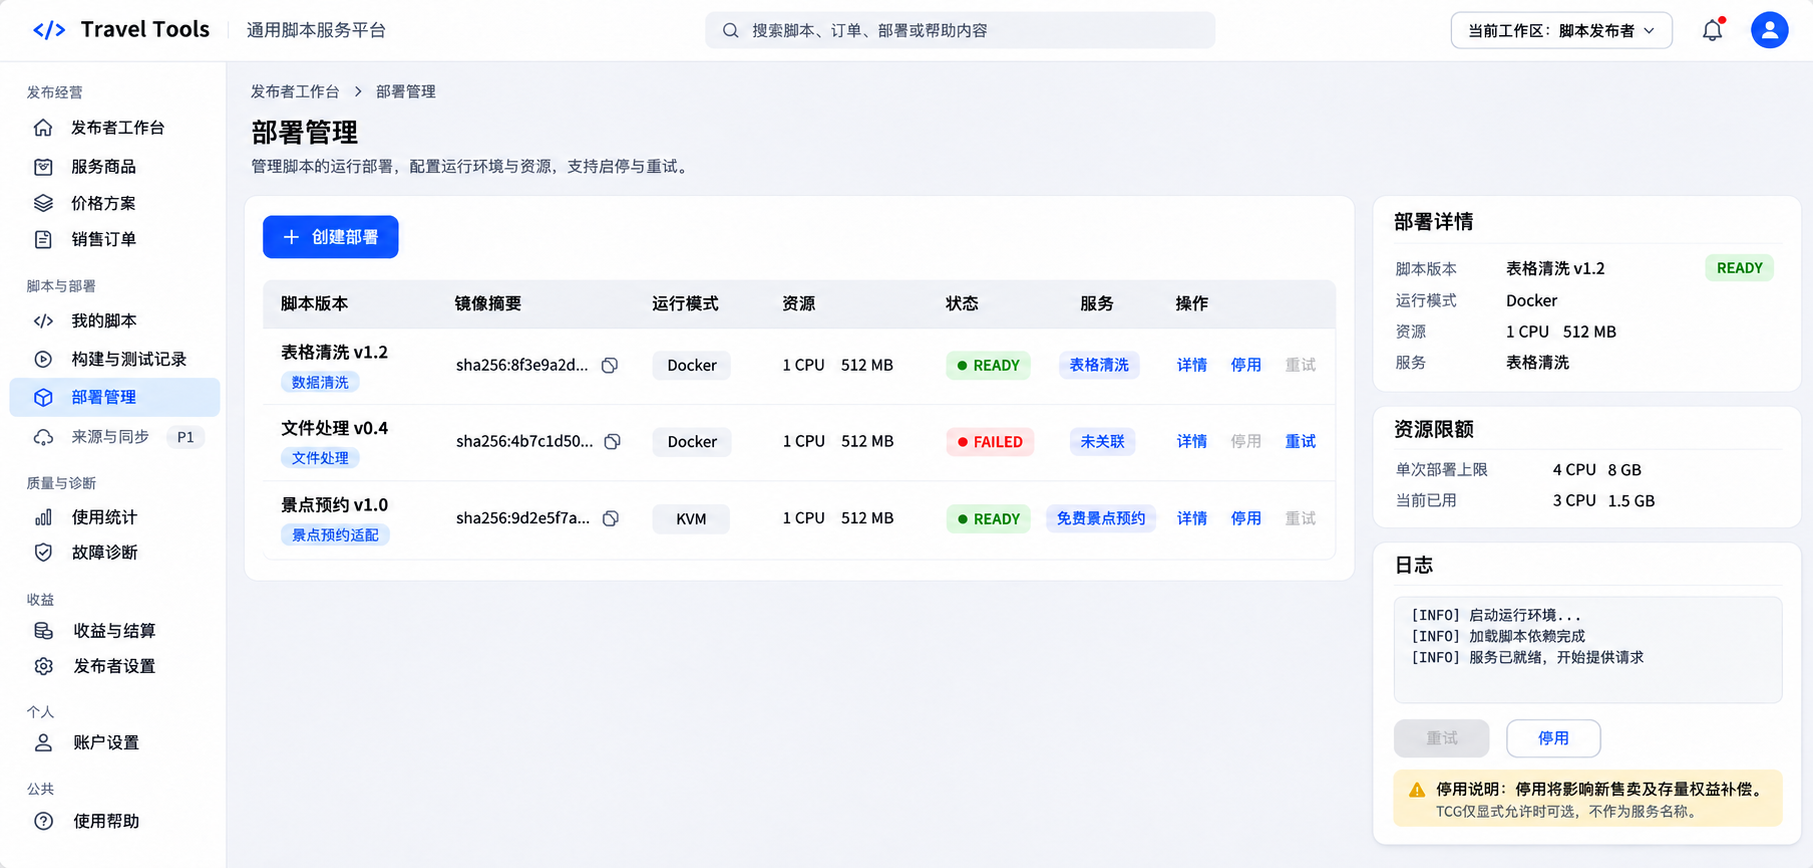 </> Travel Tools 通用脚本服务平台 搜索脚本、订单、部署或帮助内容 当前工作区：脚本发布者
发布经营
发布者工作台
服务商品
价格方案
销售订单
脚本与部署
我的脚本
构建与测试记录
部署管理
来源与同步 P1
质量与诊断
使用统计
故障诊断
收益
收益与结算
发布者设置
个人
账户设置
公共
使用帮助
发布者工作台 > 部署管理
部署管理
管理脚本的运行部署，配置运行环境与资源，支持启停与重试。
+ 创建部署
脚本版本 镜像摘要 运行模式 资源 状态 服务 操作
表格清洗 v1.2 sha256:8f3e9a2d... Docker 1 CPU 512 MB READY 表格清洗 详情 停用 重试
数据清洗
文件处理 v0.4 sha256:4b7c1d50... Docker 1 CPU 512 MB FAILED 未关联 详情 停用 重试
文件处理
景点预约 v1.0 sha256:9d2e5f7a... KVM 1 CPU 512 MB READY 免费景点预约 详情 停用 重试
景点预约适配
部署详情
脚本版本 表格清洗 v1.2 READY
运行模式 Docker
资源 1 CPU 512 MB
服务 表格清洗
资源限额
单次部署上限 4 CPU 8 GB
当前已用 3 CPU 1.5 GB
日志
[INFO] 启动运行环境...
[INFO] 加载脚本依赖完成
[INFO] 服务已就绪，开始提供请求
重试 停用
停用说明：停用将影响新售卖及存量权益补偿。
TCG仅显式允许时可选，不作为服务名称。